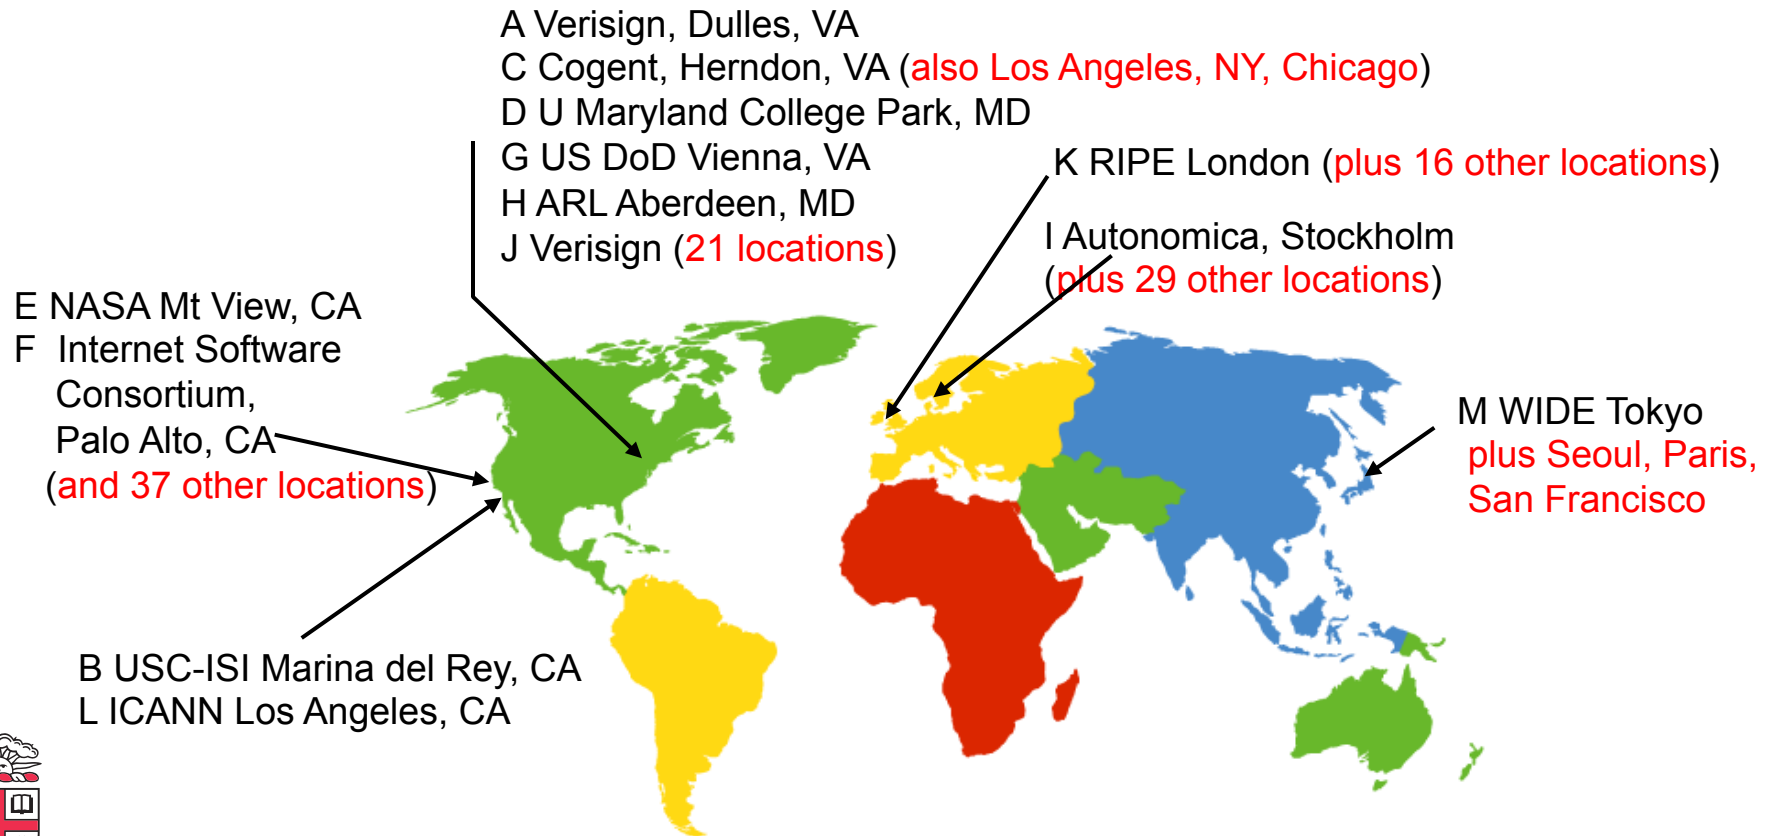 A Verisign, Dulles, VA
C Cogent, Herndon, VA (also Los Angeles, NY, Chicago)
D U Maryland College Park, MD
G US DoD Vienna, VA
H ARL Aberdeen, MD
J Verisign (21 locations)
K RIPE London (plus 16 other locations)
I Autonomica, Stockholm
(plus 29 other locations)
E NASA Mt View, CA
F Internet Software
Consortium,
Palo Alto, CA
(and 37 other locations)
M WIDE Tokyo
plus Seoul, Paris,
San Francisco
B USC-ISI Marina del Rey, CA
L ICANN Los Angeles, CA